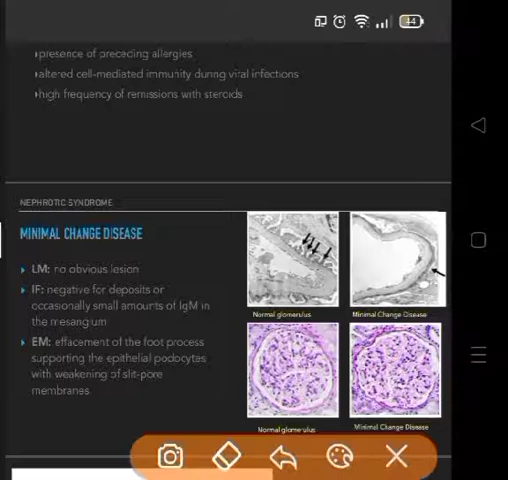 44
presence of preceding allergies
altered cell-mediated immunity during viral infections
high frequency of remissions with steroids
NEPHROTIC SYNDROME
MINIMAL CHANGE DISEASE
LM: no obvious lesion
IF: negative for deposits or
occasionally small amounts of IgM in
the mesangium
EM: effacement of the foot process
supporting the epithelial podocytes
with weakening of slit-pore
membranes
Normal glomerulus
Minimal Change Disease
Normal glomerulus
Minimal Change Disease